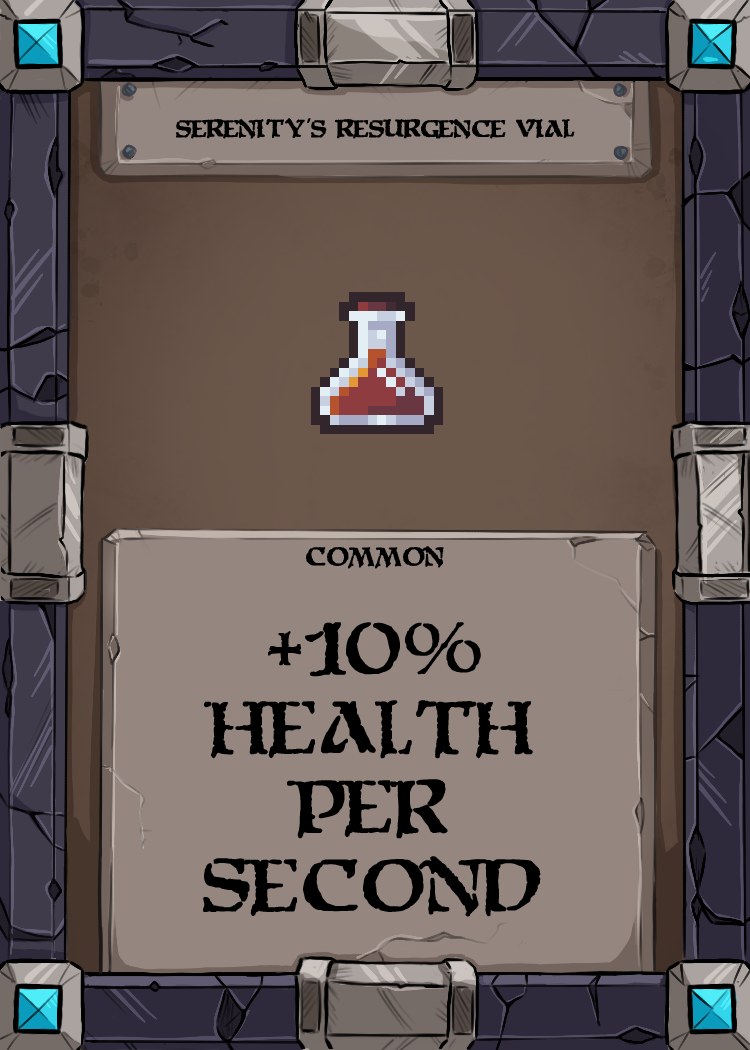 SERENITY'S RESURGENCE VIAL
COMMON
+10%
HEALTH
PER
SECOND